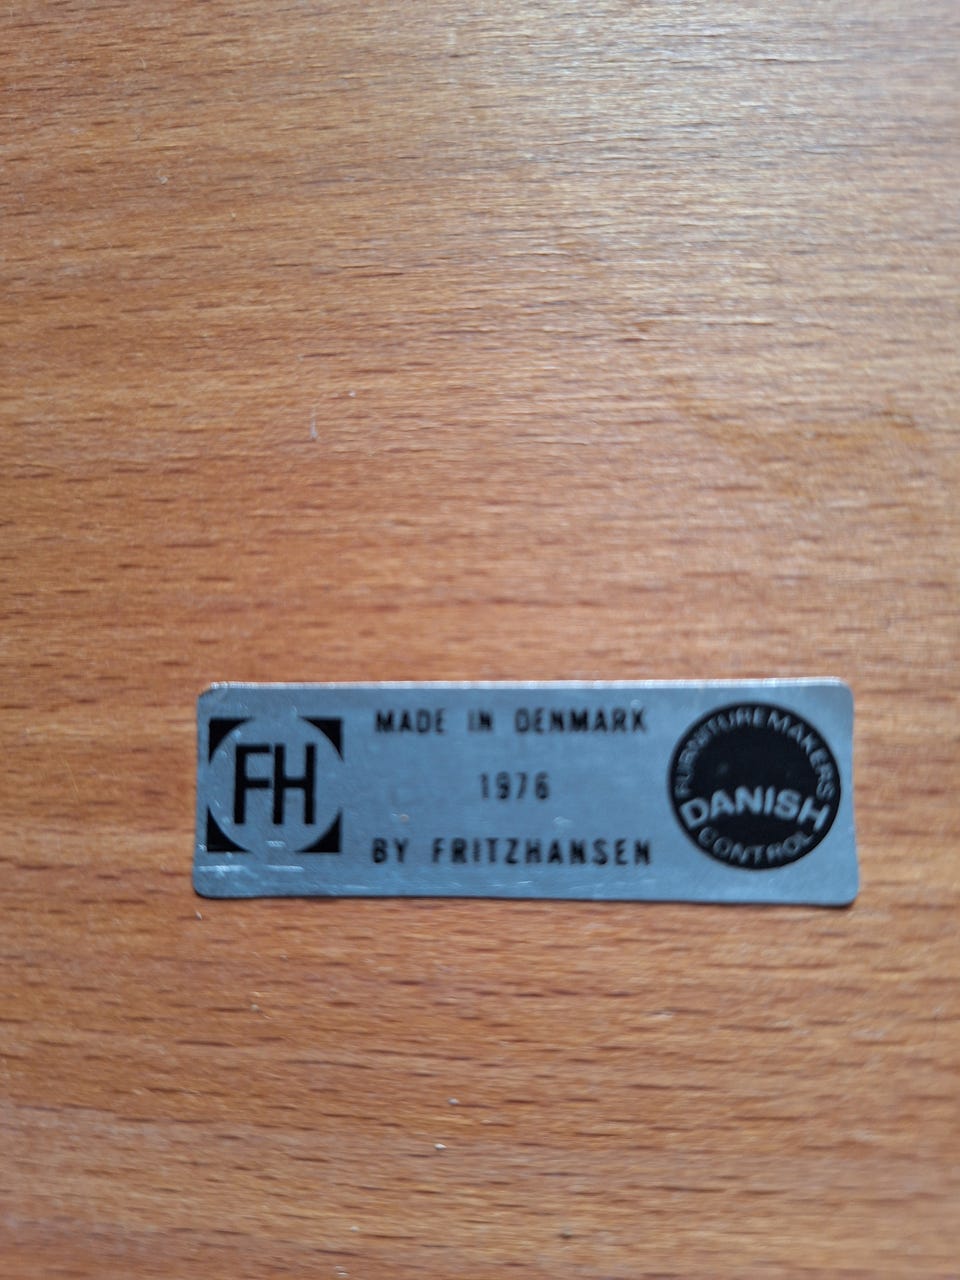 FH
MADE IN DENMARK
1976
BY FRITZHANSEN
FURNITUREMAKERS
DANISH
CONTROL